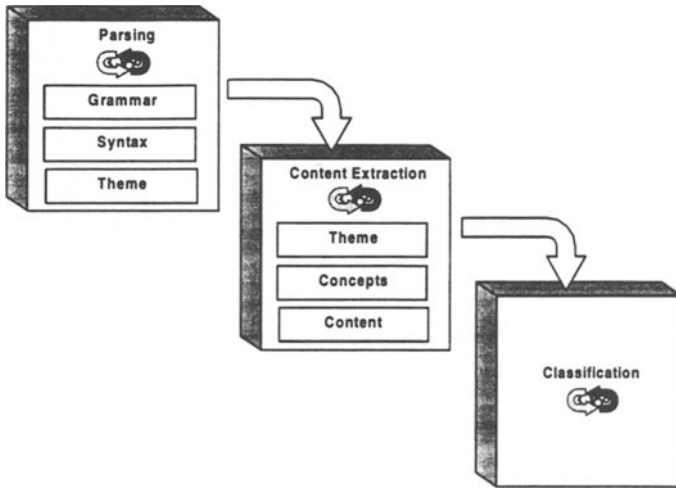 Parsing
Grammar
Syntax
Theme
Content Extraction
Theme
Concepts
Content
Classification